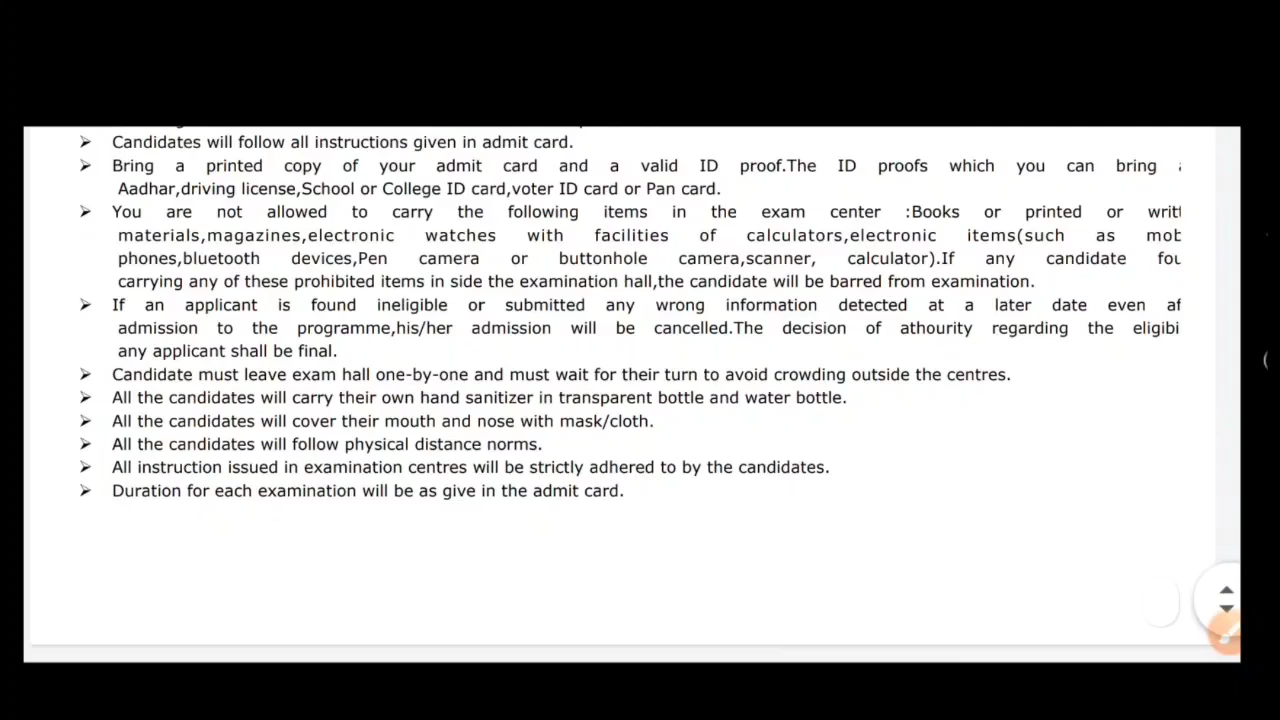 ➢ Candidates will follow all instructions given in admit card.
➢ Bring a printed copy of your admit card and a valid ID proof.The ID proofs which you can bring
Aadhar,driving license,School or College ID card,voter ID card or Pan card.
➢ You are not allowed to carry the following items in the exam center :Books or printed or writt
materials,magazines,electronic watches with facilities of calculators,electronic items(such as mob
phones,bluetooth devices,Pen camera or buttonhole camera,scanner, calculator).If any candidate fou
carrying any of these prohibited items in side the examination hall,the candidate will be barred from examination.
➢ If an applicant is found ineligible or submitted any wrong information detected at a later date even af
admission to the programme,his/her admission will be cancelled.The decision of athourity regarding the eligibi
any applicant shall be final.
➢ Candidate must leave exam hall one-by-one and must wait for their turn to avoid crowding outside the centres.
➢ All the candidates will carry their own hand sanitizer in transparent bottle and water bottle.
➢ All the candidates will cover their mouth and nose with mask/cloth.
➢ All the candidates will follow physical distance norms.
➢ All instruction issued in examination centres will be strictly adhered to by the candidates.
➢ Duration for each examination will be as give in the admit card.